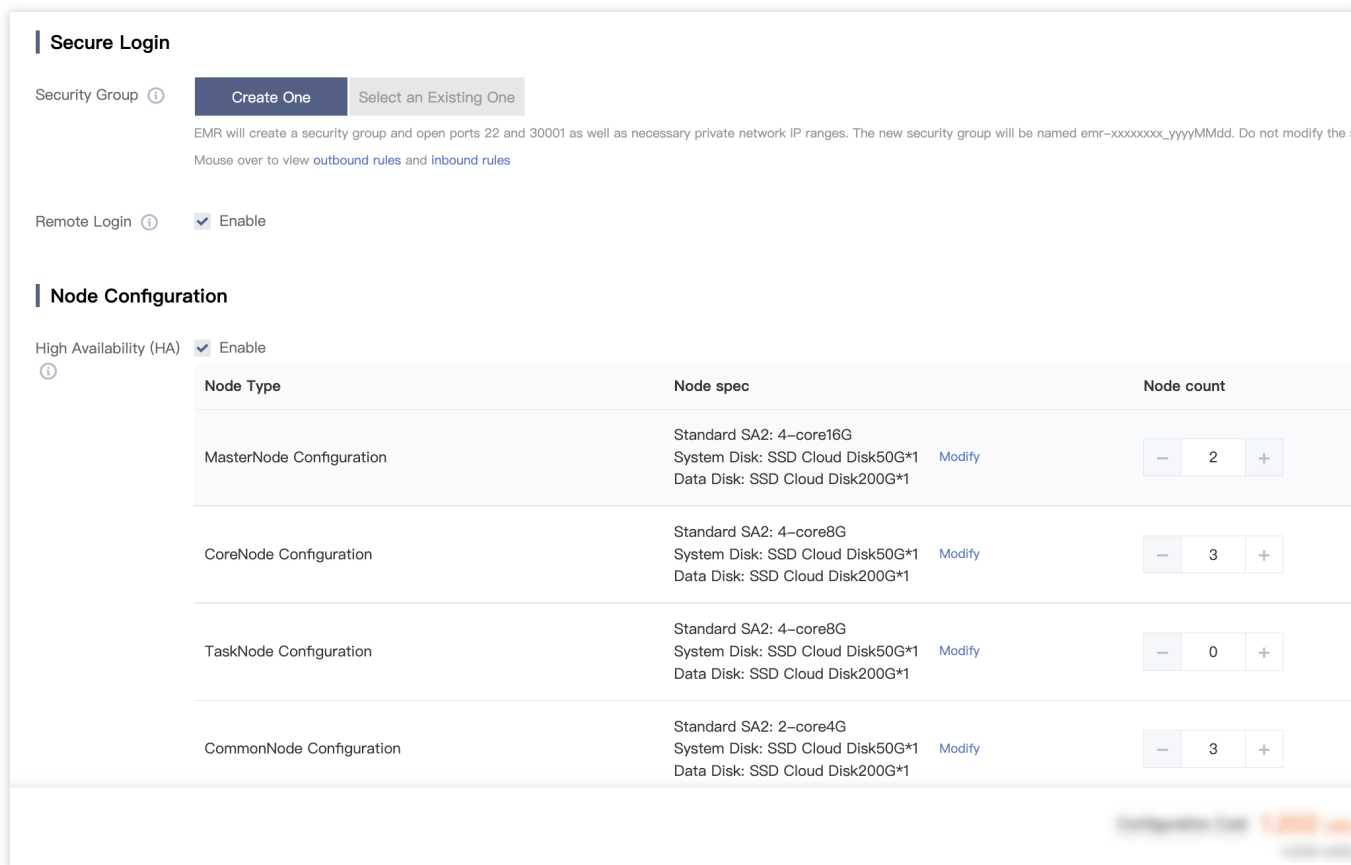 Secure Login
Security Group
Create One
Select an Existing One
EMR will create a security group and open ports 22 and 30001 as well as necessary private network IP ranges. The new security group will be named emr-xxxxxxxx_yyyyMMdd. Do not modify the
Mouse over to view outbound rules and inbound rules
Remote Login
Enable
Node Configuration
High Availability (HA)
Enable
Node Type
Node spec
Node count
MasterNode Configuration
Standard SA2: 4-core16G
System Disk: SSD Cloud Disk50G*1
Data Disk: SSD Cloud Disk200G*1
Modify
− 2 +
CoreNode Configuration
Standard SA2: 4-core8G
System Disk: SSD Cloud Disk50G*1
Data Disk: SSD Cloud Disk200G*1
Modify
− 3 +
TaskNode Configuration
Standard SA2: 4-core8G
System Disk: SSD Cloud Disk50G*1
Data Disk: SSD Cloud Disk200G*1
Modify
− 0 +
CommonNode Configuration
Standard SA2: 2-core4G
System Disk: SSD Cloud Disk50G*1
Data Disk: SSD Cloud Disk200G*1
Modify
− 3 +